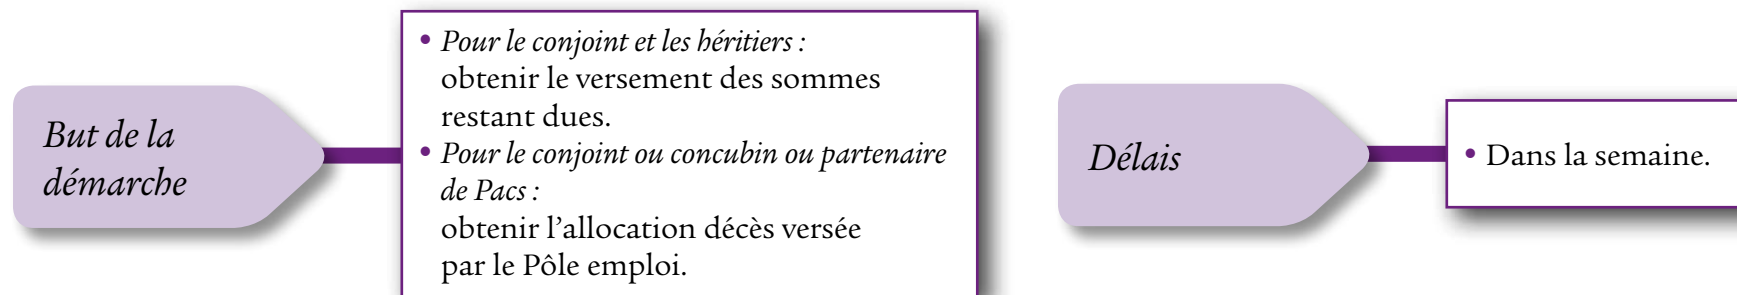 But de la
démarche
• Pour le conjoint et les héritiers :
obtenir le versement des sommes
restant dues.
• Pour le conjoint ou concubin ou partenaire
de Pacs :
obtenir l’allocation décès versée
par le Pôle emploi.
Délais
• Dans la semaine.